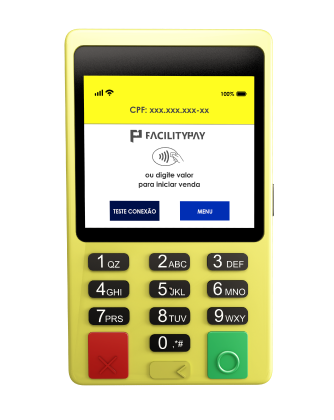 100%
CPF: xxx.xxx.xxx-xx
FACILITYPAY
ou digite valor
para iniciar venda
TESTE CONEXÃO MENU
1 QZ 2 ABC 3 DEF
4 GHI 5 JKL 6 MNO
7 PRS 8 TUV 9 WXY
0 ,*#